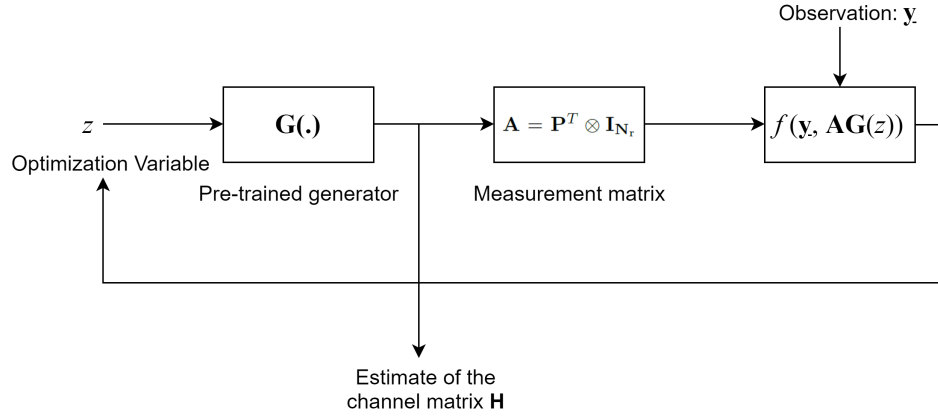 Observation: y
z
G(.)
A = P^T ⊗ I_{N_r}
f(y, AG(z))
Optimization Variable
Pre-trained generator
Measurement matrix
Estimate of the
channel matrix H